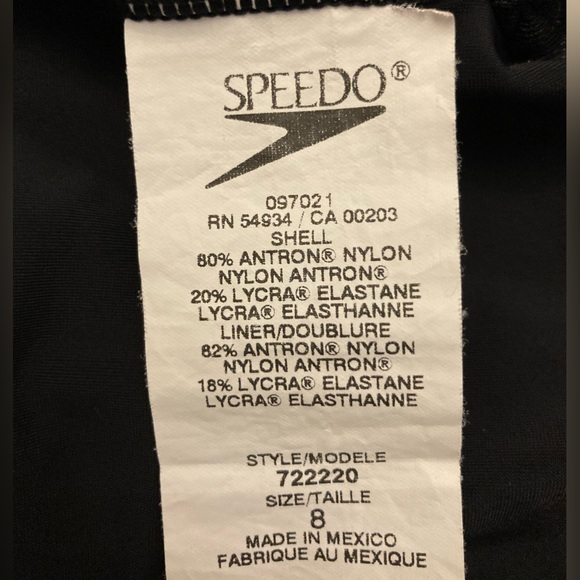 SPEEDO®
097021
RN 54934 / CA 00203
SHELL
80% ANTRON® NYLON
NYLON ANTRON®
20% LYCRA® ELASTANE
LYCRA® ELASTHANNE
LINER/DOUBLURE
82% ANTRON® NYLON
NYLON ANTRON®
18% LYCRA® ELASTANE
LYCRA® ELASTHANNE
STYLE/MODELE
722220
SIZE/TAILLE
8
MADE IN MEXICO
FABRIQUE AU MEXIQUE